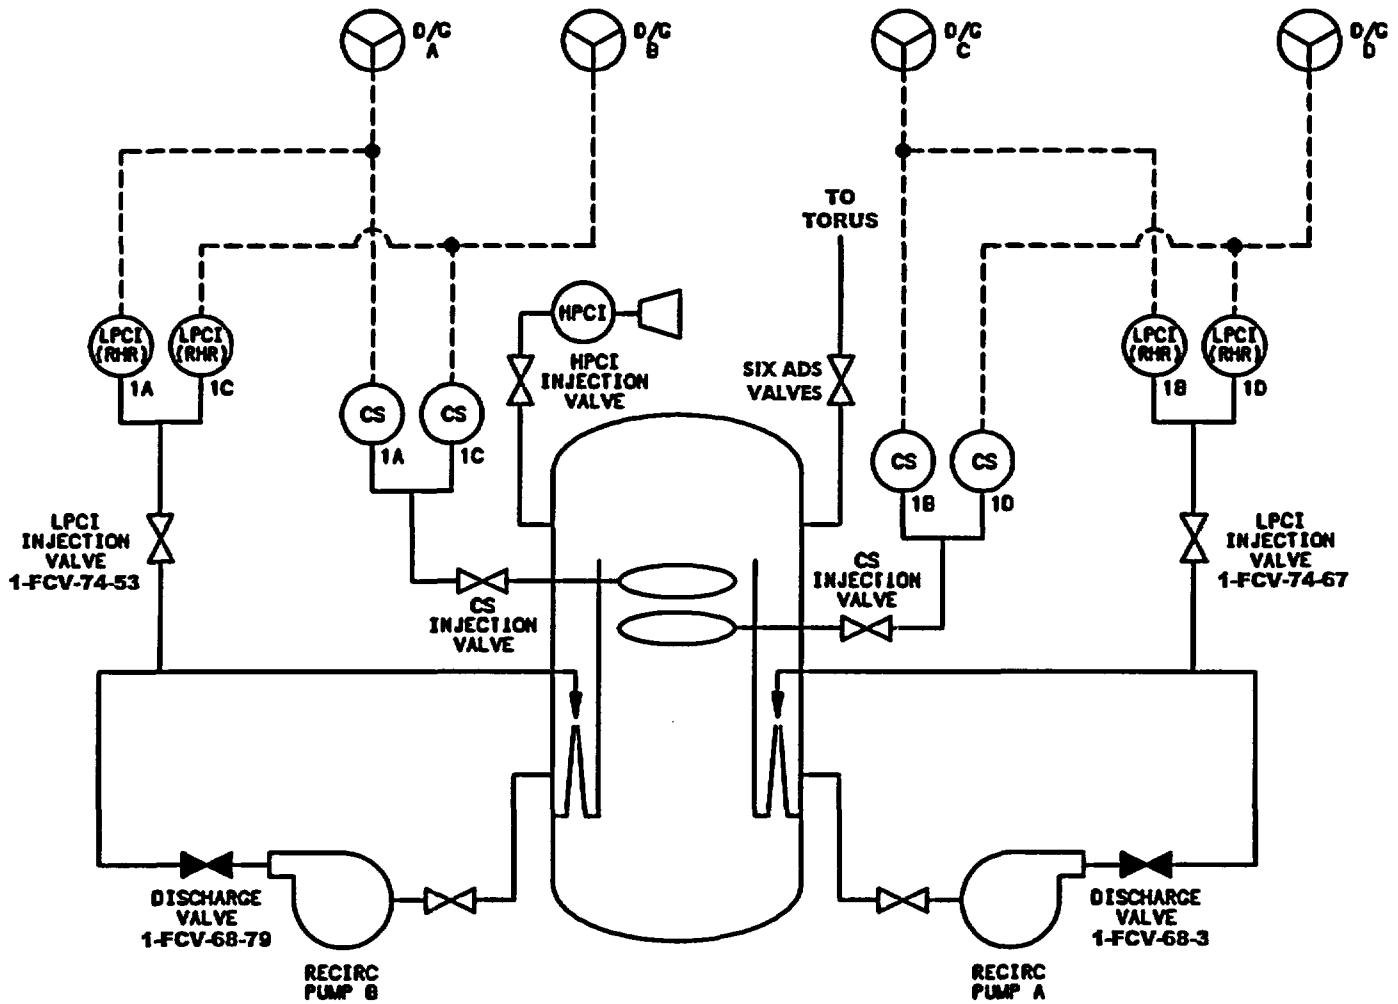 D/G
A
D/G
B
D/G
C
D/G
D
TO
TORUS
LPCI
(RHR)
1A
LPCI
(RHR)
1C
HPCI
HPCI
INJECTION
VALVE
SIX ADS
VALVES
LPCI
(RHR)
1B
LPCI
(RHR)
1D
CS
1A
CS
1C
CS
1B
CS
1D
LPCI
INJECTION
VALVE
1-FCV-74-53
LPCI
INJECTION
VALVE
1-FCV-74-67
CS
INJECTION
VALVE
CS
INJECTION
VALVE
DISCHARGE
VALVE
1-FCV-68-79
DISCHARGE
VALVE
1-FCV-68-3
RECIRC
PUMP B
RECIRC
PUMP A